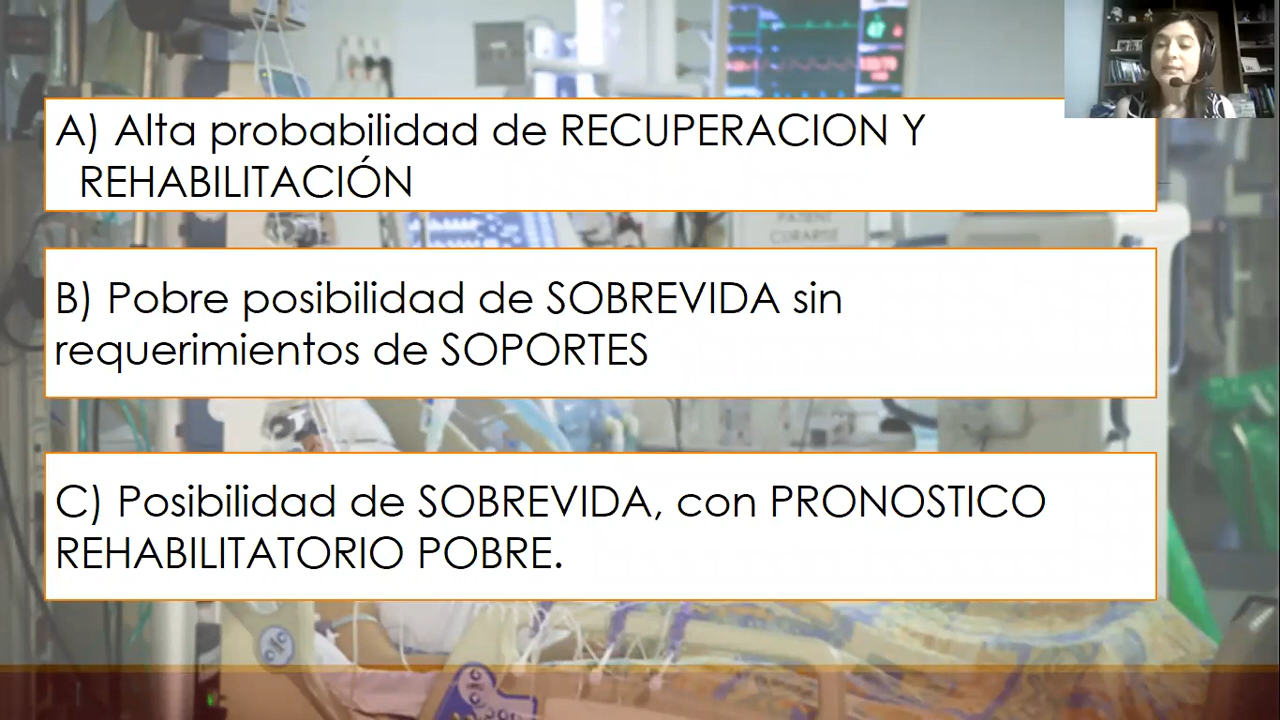 A) Alta probabilidad de RECUPERACION Y
REHABILITACIÓN
B) Pobre posibilidad de SOBREVIDA sin
requerimientos de SOPORTES
C) Posibilidad de SOBREVIDA, con PRONOSTICO
REHABILITATORIO POBRE.